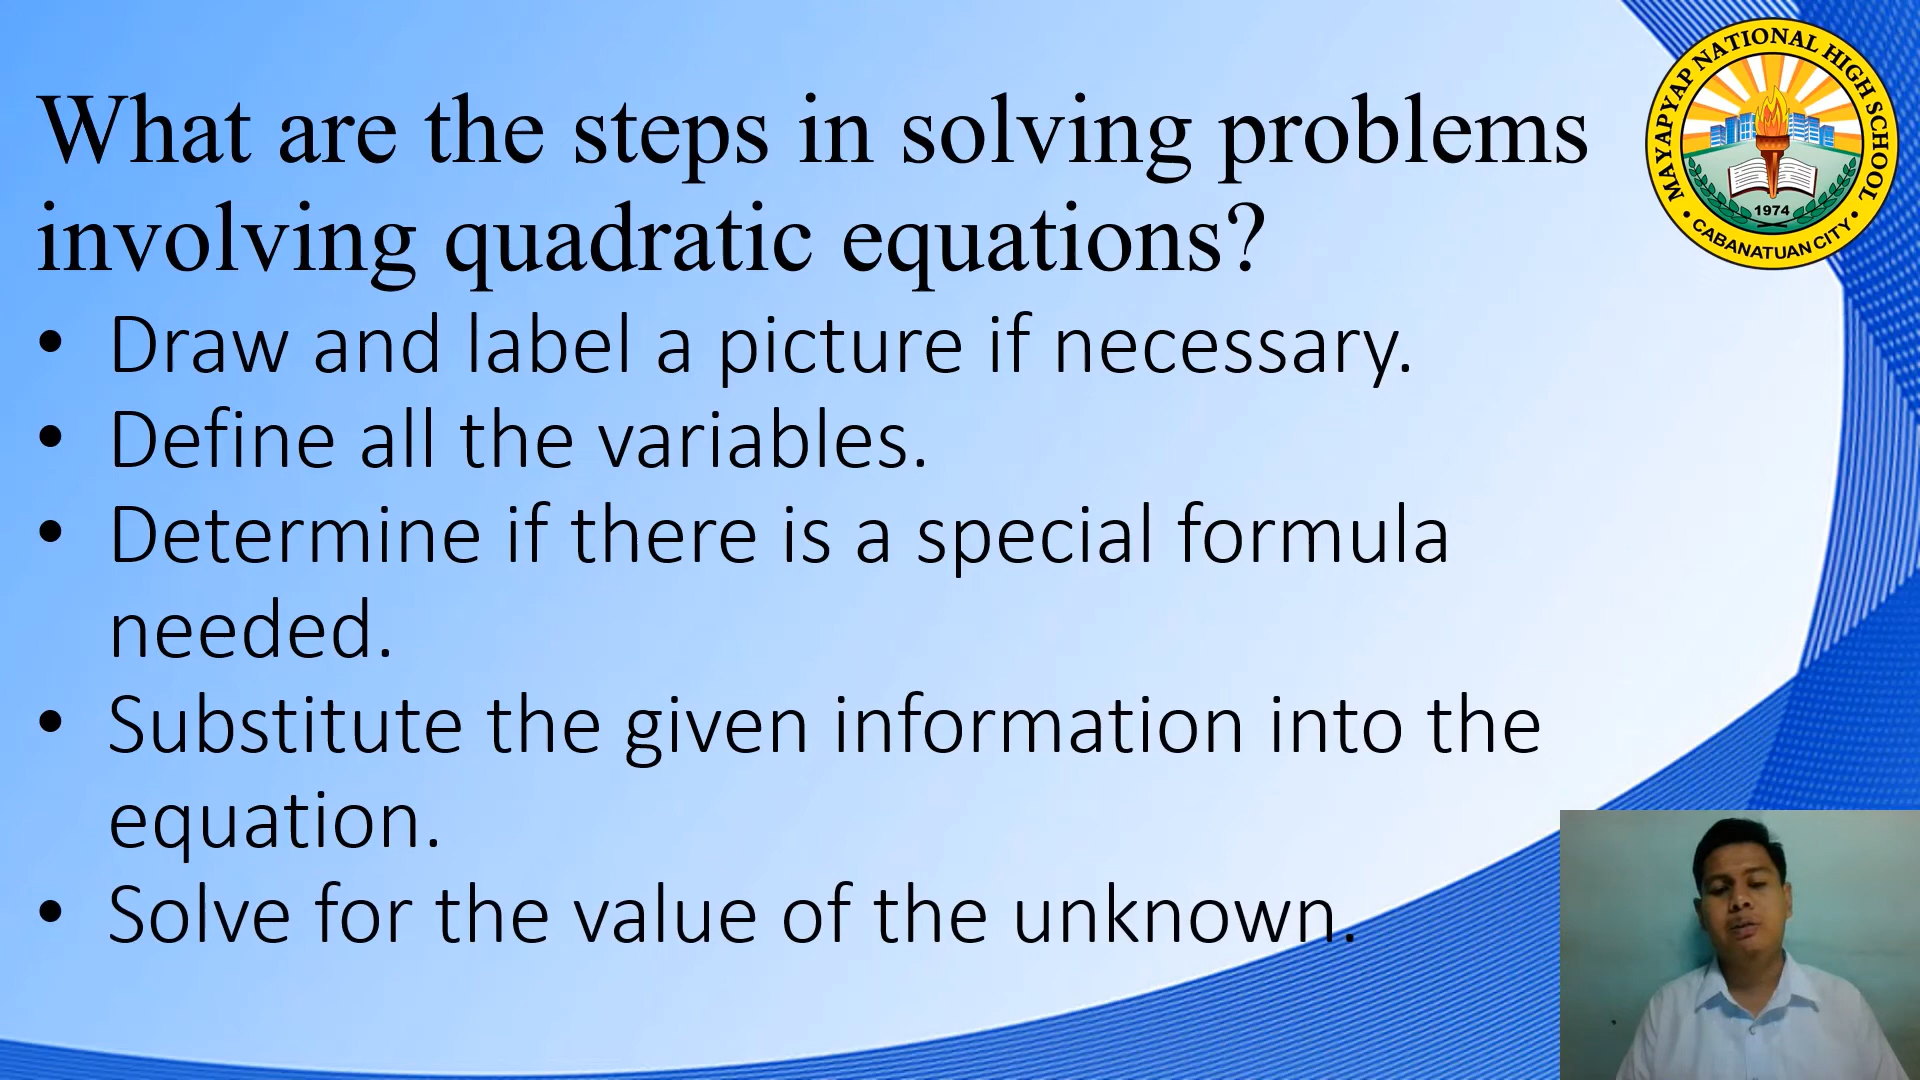 What are the steps in solving problems
involving quadratic equations?
• Draw and label a picture if necessary.
• Define all the variables.
• Determine if there is a special formula
needed.
• Substitute the given information into the
equation.
• Solve for the value of the unknown.
MAYAPYAP NATIONAL HIGH SCHOOL
1974
• CABANATUAN CITY •